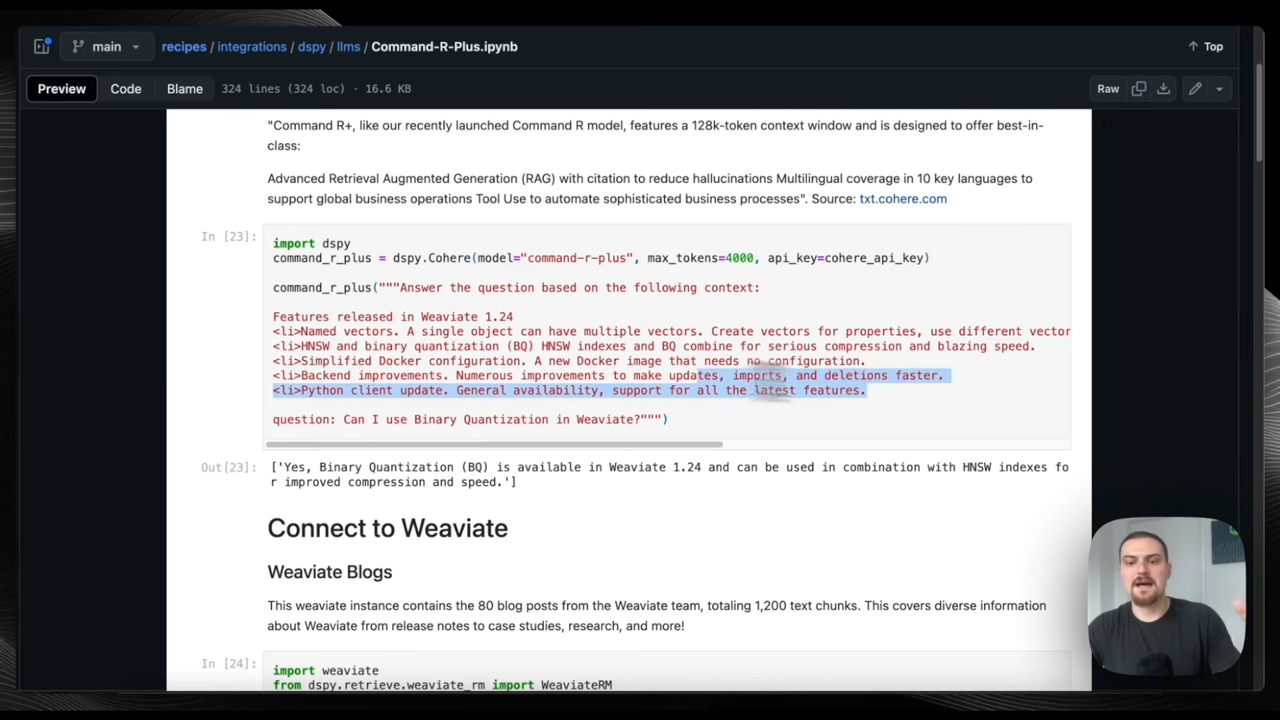 main
recipes / integrations / dspy / llms / Command-R-Plus.ipynb
Top
Preview
Code
Blame
324 lines (324 loc) · 16.6 KB
Raw
"Command R+, like our recently launched Command R model, features a 128k-token context window and is designed to offer best-in-
class:
Advanced Retrieval Augmented Generation (RAG) with citation to reduce hallucinations Multilingual coverage in 10 key languages to
support global business operations Tool Use to automate sophisticated business processes". Source: txt.cohere.com
In [23]:
import dspy
command_r_plus = dspy.Cohere(model="command-r-plus", max_tokens=4000, api_key=cohere_api_key)
command_r_plus("""Answer the question based on the following context:
Features released in Weaviate 1.24
<li>Named vectors. A single object can have multiple vectors. Create vectors for properties, use different vector
<li>HNSW and binary quantization (BQ) HNSW indexes and BQ combine for serious compression and blazing speed.
<li>Simplified Docker configuration. A new Docker image that needs no configuration.
<li>Backend improvements. Numerous improvements to make updates, imports, and deletions faster.
<li>Python client update. General availability, support for all the latest features.
question: Can I use Binary Quantization in Weaviate?""")
Out[23]:
['Yes, Binary Quantization (BQ) is available in Weaviate 1.24 and can be used in combination with HNSW indexes fo
r improved compression and speed.']
Connect to Weaviate
Weaviate Blogs
This weaviate instance contains the 80 blog posts from the Weaviate team, totaling 1,200 text chunks. This covers diverse information
about Weaviate from release notes to case studies, research, and more!
In [24]:
import weaviate
from dspy.retrieve.weaviate_rm import WeaviateRM